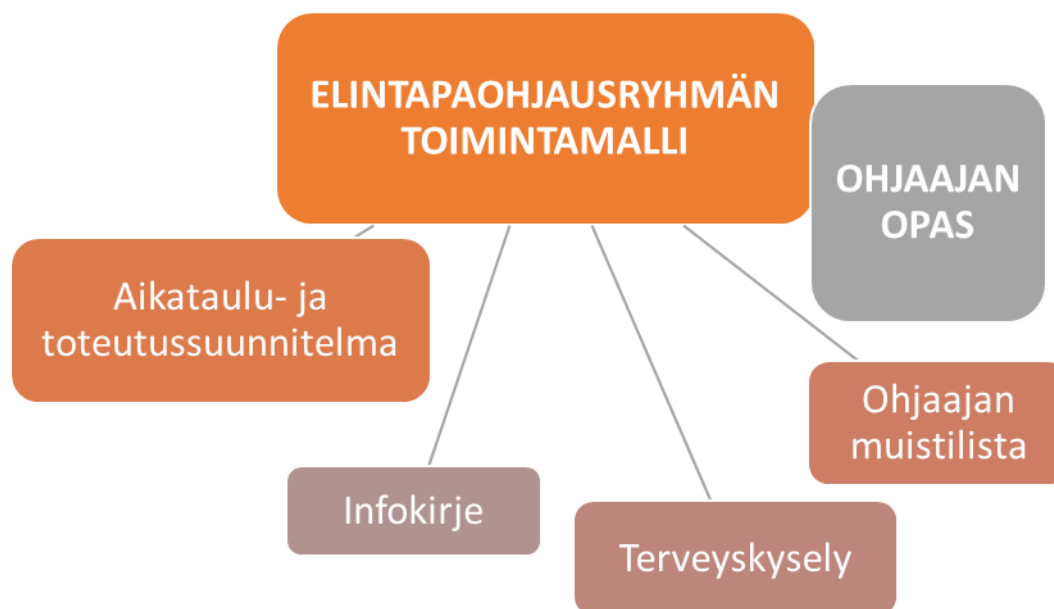 ELINTAPAOHJAUSRYHMÄN
TOIMINTAMALLI
OHJAAJAN
OPAS
Aikataulu- ja
toteutussuunnitelma
Ohjaajan
muistilista
Infokirje
Terveyskysely